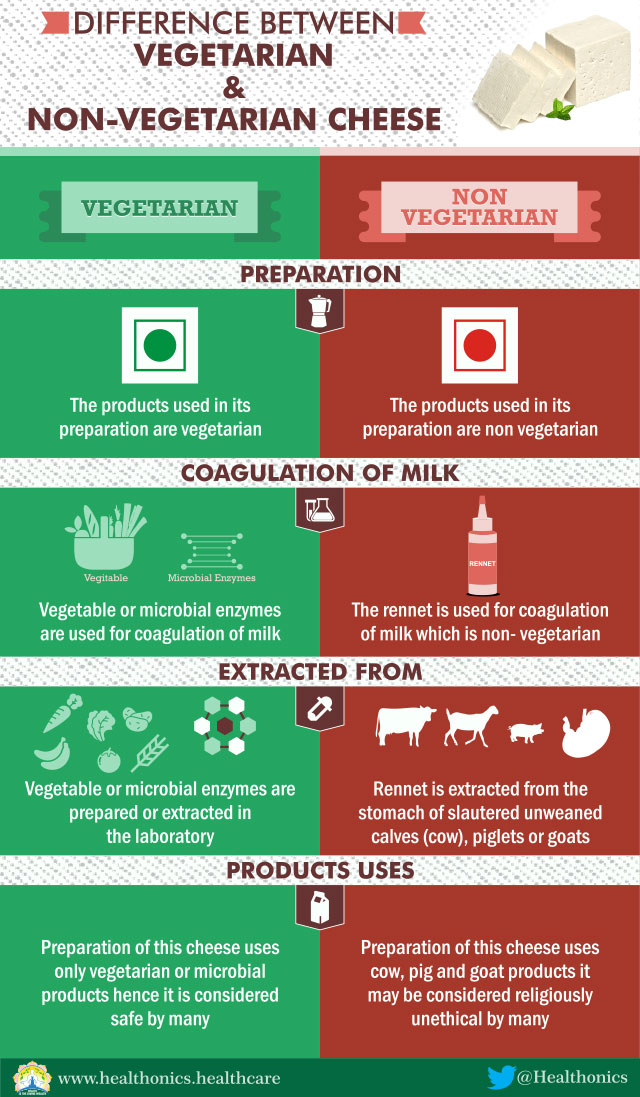 DIFFERENCE BETWEEN
VEGETARIAN
&
NON-VEGETARIAN CHEESE
VEGETARIAN
NON
VEGETARIAN
PREPARATION
The products used in its
preparation are vegetarian
The products used in its
preparation are non vegetarian
COAGULATION OF MILK
Vegitable
Microbial Enzymes
Vegetable or microbial enzymes
are used for coagulation of milk
RENNET
The rennet is used for coagulation
of milk which is non- vegetarian
EXTRACTED FROM
Vegetable or microbial enzymes are
prepared or extracted in
the laboratory
Rennet is extracted from the
stomach of slautered unweaned
calves (cow), piglets or goats
PRODUCTS USES
Preparation of this cheese uses
only vegetarian or microbial
products hence it is considered
safe by many
Preparation of this cheese uses
cow, pig and goat products it
may be considered religiously
unethical by many
www.healthonics.healthcare
@Healthonics